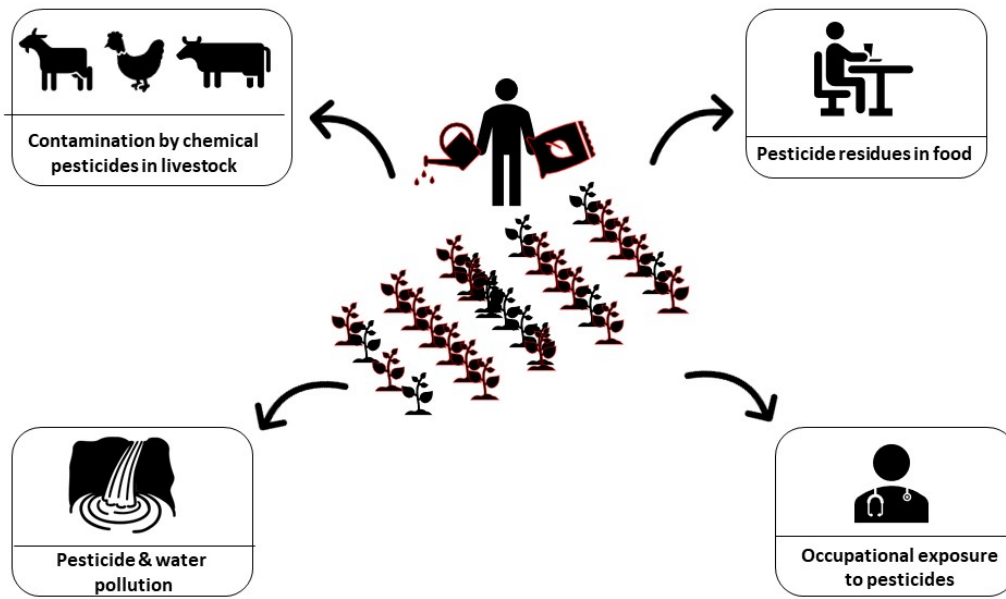 Contamination by chemical
pesticides in livestock
Pesticide residues in food
Pesticide & water
pollution
Occupational exposure
to pesticides